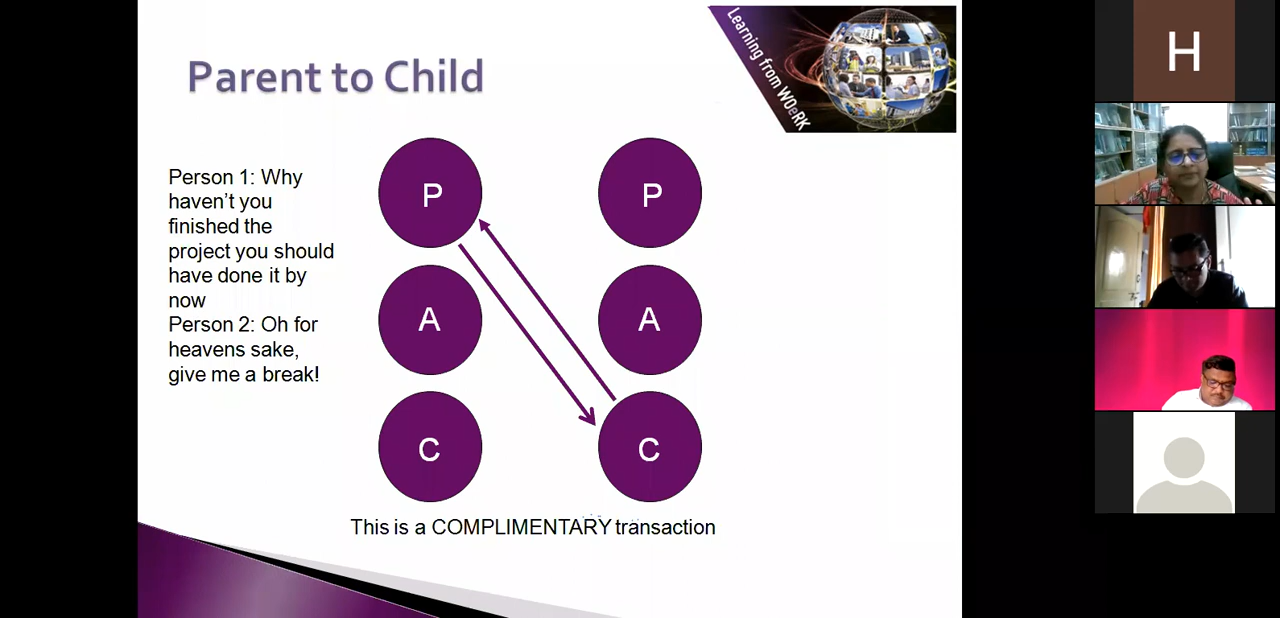 Parent to Child
Learning from WOeRK
Person 1: Why
haven't you
finished the
project you should
have done it by
now
Person 2: Oh for
heavens sake,
give me a break!
P
P
A
A
C
C
This is a COMPLIMENTARY transaction
H